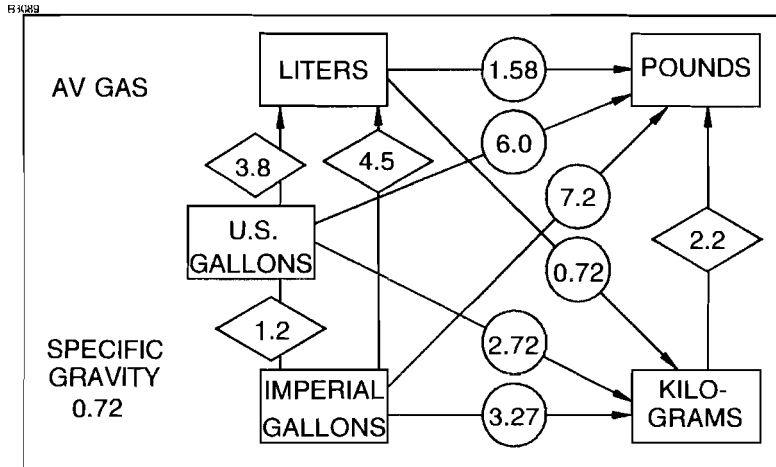 AV GAS
LITERS
1.58
POUNDS
6.0
3.8
4.5
7.2
U.S.
GALLONS
2.2
0.72
1.2
2.72
SPECIFIC
GRAVITY
0.72
IMPERIAL
GALLONS
3.27
KILO-
GRAMS